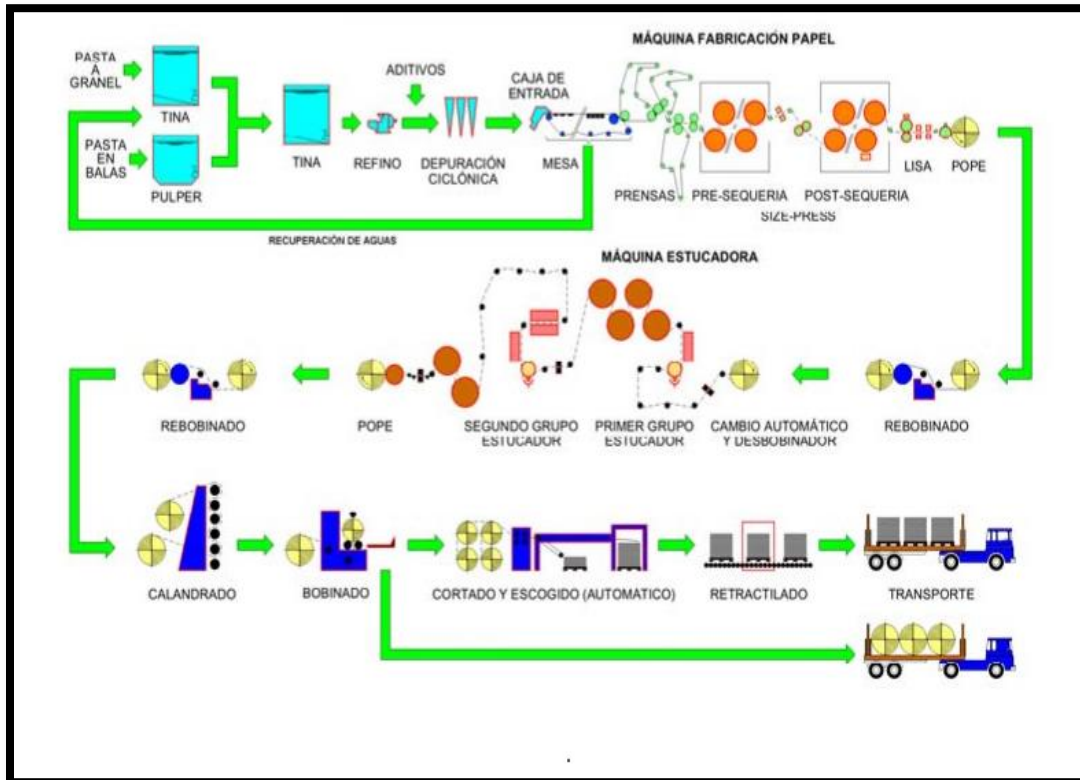 MÁQUINA FABRICACIÓN PAPEL
PASTA
A
GRANEL
TINA
PASTA
EN
BALAS
PULPER
TINA
REFINO
ADITIVOS
DEPURACIÓN
CICLÓNICA
CAJA DE
ENTRADA
MESA
PRENSAS
PRE-SEQUERIA
SIZE-PRESS
POST-SEQUERIA
LISA
POPE
RECUPERACIÓN DE AGUAS
MÁQUINA ESTUCADORA
REBOBINADO
POPE
SEGUNDO GRUPO
ESTUCADOR
PRIMER GRUPO
ESTUCADOR
CAMBIO AUTOMÁTICO
Y DESBOBINADOR
REBOBINADO
CALANDRADO
BOBINADO
CORTADO Y ESCOGIDO (AUTOMÁTICO)
RETRACTILADO
TRANSPORTE